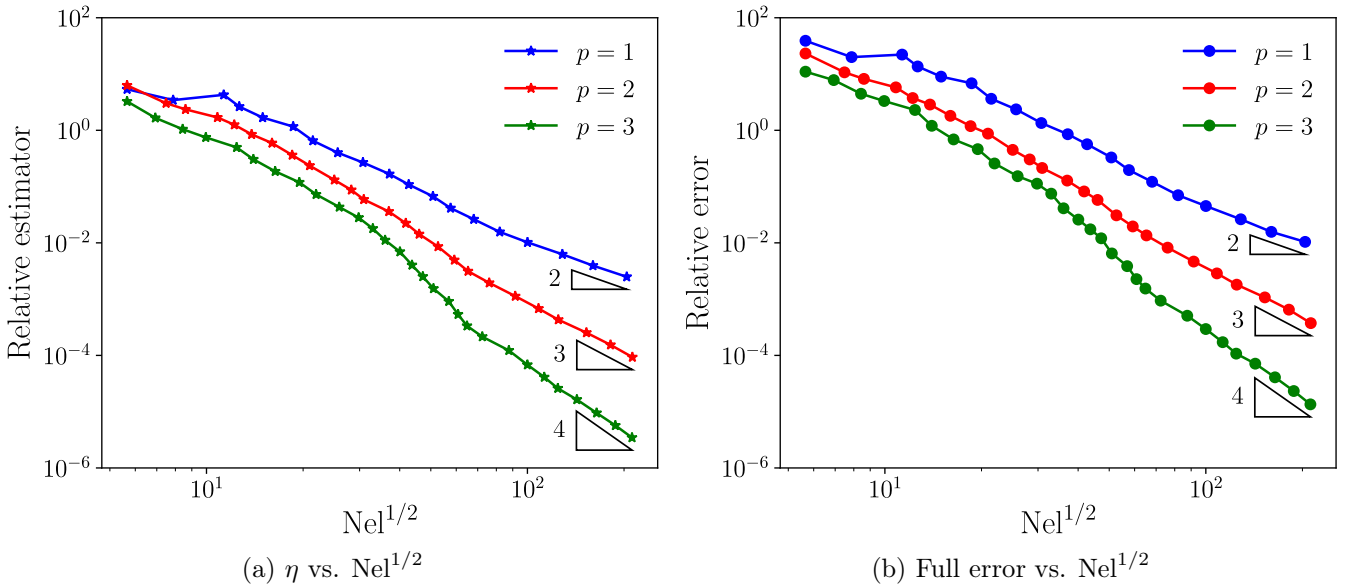 10^2
10^0
10^−2
10^−4
10^−6
Relative estimator
p = 1
p = 2
p = 3
2
3
4
10^1
10^2
Nel^1/2
(a) η vs. Nel^1/2
10^2
10^0
10^−2
10^−4
10^−6
Relative error
p = 1
p = 2
p = 3
2
3
4
10^1
10^2
Nel^1/2
(b) Full error vs. Nel^1/2